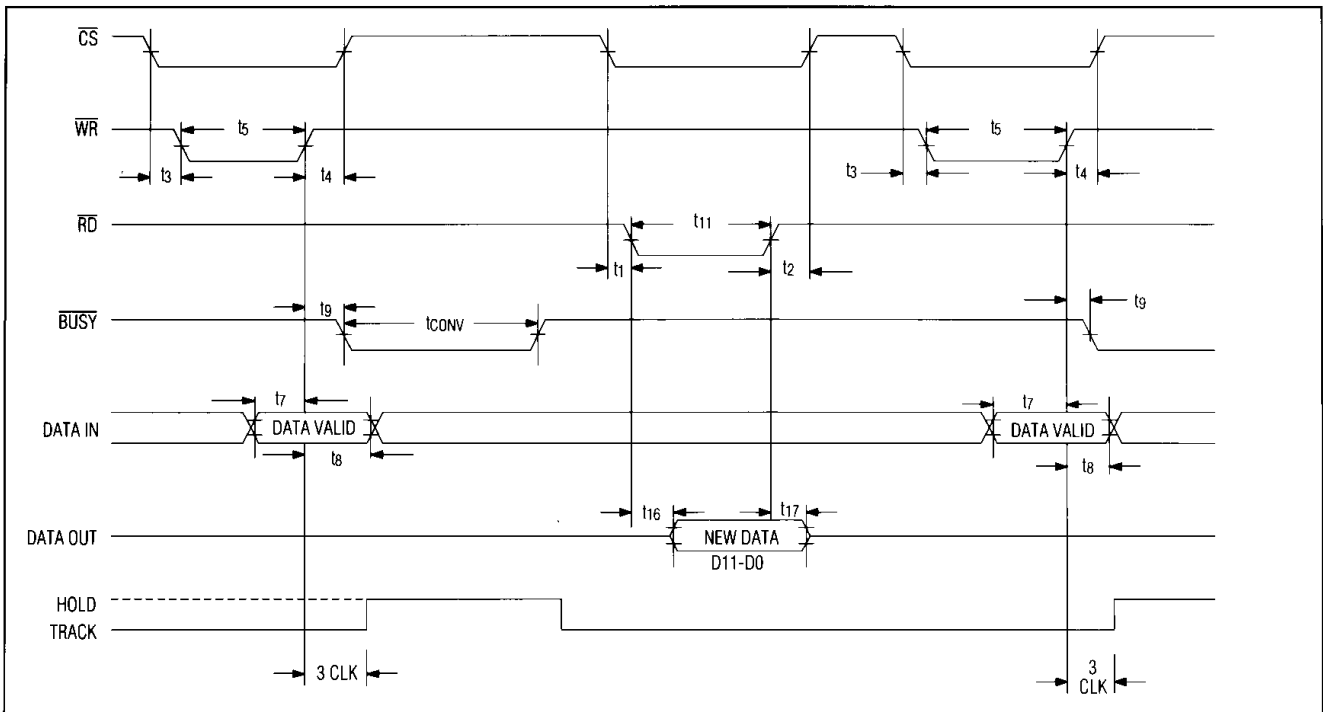 CS
WR
t5
t5
t3
t4
t3
t4
RD
t11
t1
t2
BUSY
t9
tCONV
t9
DATA IN
t7
DATA VALID
t8
t7
DATA VALID
t8
DATA OUT
t16
NEW DATA
t17
D11-D0
HOLD
TRACK
3 CLK
3
CLK